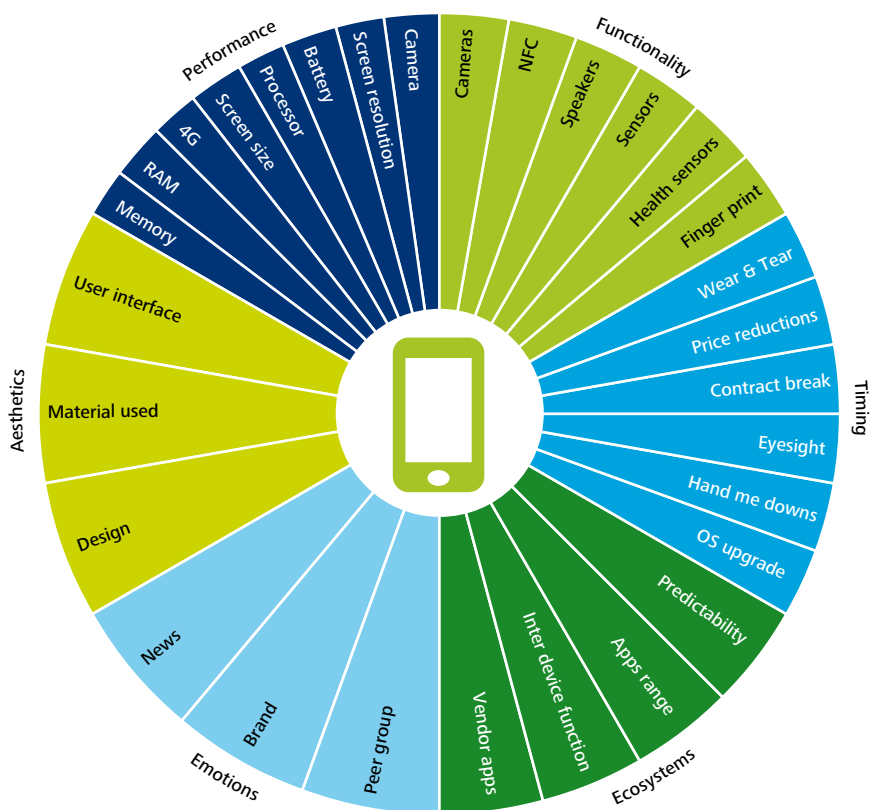 Performance
Memory
RAM
4G
Screen size
Processor
Battery
Screen resolution
Camera
Functionality
Cameras
NFC
Speakers
Sensors
Health sensors
Finger print
Timing
Wear & Tear
Price reductions
Contract break
Eyesight
Hand me downs
OS upgrade
Ecosystems
Predictability
Apps range
Inter device function
Vendor apps
Emotions
Peer group
Brand
News
Aesthetics
Design
Material used
User interface